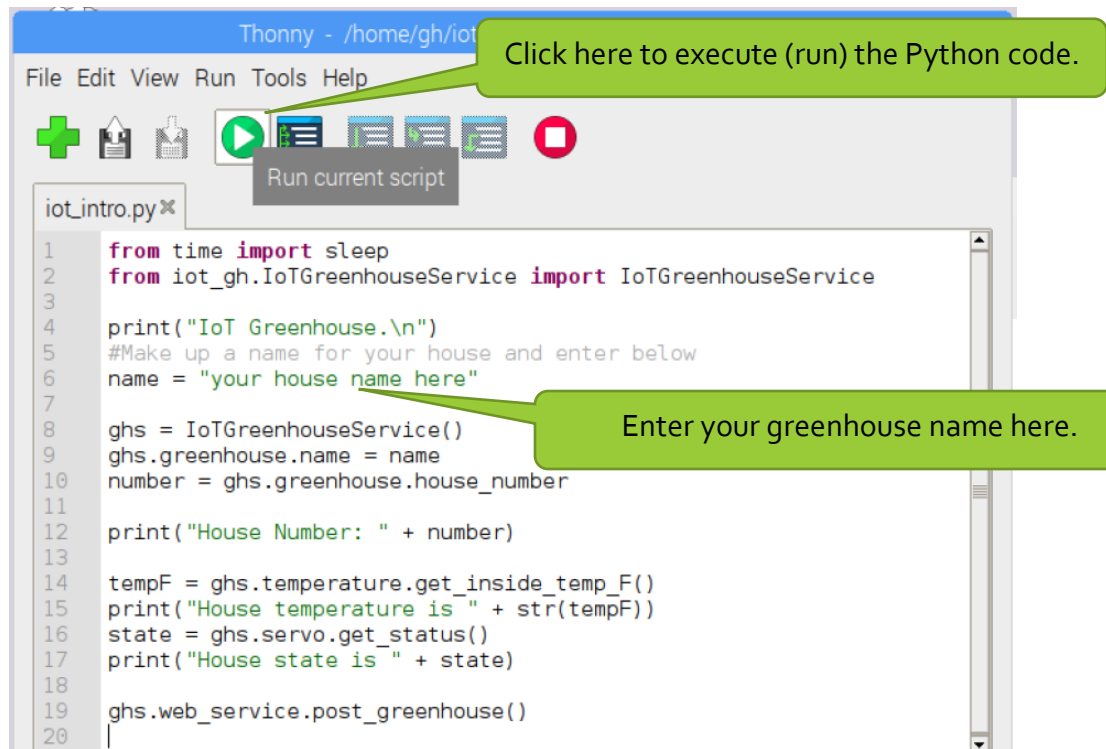 Thonny - /home/gh/iot
Click here to execute (run) the Python code.
File Edit View Run Tools Help
Run current script
iot_intro.py
1 from time import sleep
2 from iot_gh.IoTGreenhouseService import IoTGreenhouseService
3
4 print("IoT Greenhouse.\n")
5 #Make up a name for your house and enter below
6 name = "your house name here"
7
Enter your greenhouse name here.
8 ghs = IoTGreenhouseService()
9 ghs.greenhouse.name = name
10 number = ghs.greenhouse.house_number
11
12 print("House Number: " + number)
13
14 tempF = ghs.temperature.get_inside_temp_F()
15 print("House temperature is " + str(tempF))
16 state = ghs.servo.get_status()
17 print("House state is " + state)
18
19 ghs.web_service.post_greenhouse()
20